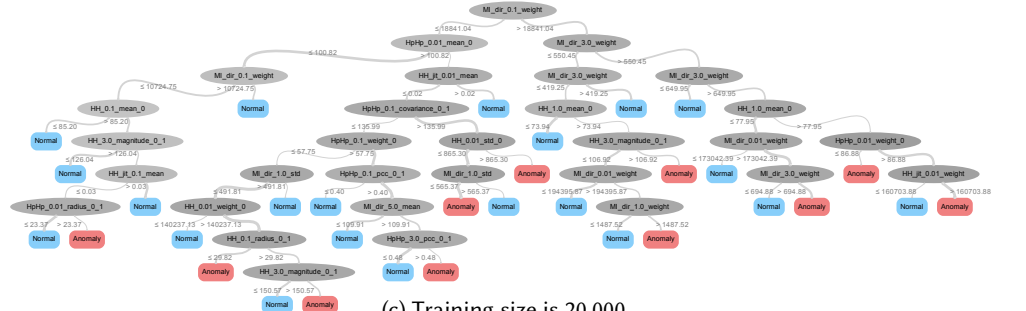 MI_dir_0.1_weight
≤ 18841.04 > 18841.04
HpHp_0.01_mean_0 MI_dir_3.0_weight
≤ 100.82 > 100.82 ≤ 550.45 > 550.45
MI_dir_0.1_weight HH_jit_0.01_mean MI_dir_3.0_weight MI_dir_3.0_weight
≤ 10724.75 > 10724.75 ≤ 0.02 > 0.02 ≤ 419.25 > 419.25 ≤ 649.95 > 649.95
HH_0.1_mean_0 Normal HpHp_0.1_covariance_0_1 Normal HH_1.0_mean_0 Normal Normal HH_1.0_mean_0
≤ 85.20 > 85.20 ≤ 135.99 > 135.99 ≤ 73.94 > 73.94 ≤ 77.95 > 77.95
Normal HH_3.0_magnitude_0_1 HpHp_0.1_weight_0 HH_0.01_std_0 Normal HH_3.0_magnitude_0_1 MI_dir_0.01_weight HpHp_0.01_weight_0
≤ 126.04 > 126.04 ≤ 57.75 > 57.75 ≤ 865.30 > 865.30 ≤ 106.92 > 106.92 ≤ 173042.39 > 173042.39 ≤ 86.88 > 86.88
Normal HH_jit_0.1_mean MI_dir_1.0_std HpHp_0.1_pcc_0_1 MI_dir_1.0_std Anomaly MI_dir_0.01_weight Anomaly Normal MI_dir_3.0_weight Anomaly HH_jit_0.01_weight
≤ 0.03 > 0.03 ≤ 491.81 > 491.81 ≤ 0.40 > 0.40 ≤ 565.37 > 565.37 ≤ 194395.87 > 194395.87 ≤ 694.88 > 694.88 ≤ 160703.88 > 160703.88
HpHp_0.01_radius_0_1 Normal HH_0.01_weight_0 Normal Normal MI_dir_5.0_mean Anomaly Normal Normal MI_dir_1.0_weight Normal Anomaly Normal Anomaly
≤ 23.37 > 23.37 ≤ 140237.13 > 140237.13 ≤ 109.91 > 109.91 ≤ 1487.52 > 1487.52
Normal Anomaly Normal HH_0.1_radius_0_1 Normal HpHp_3.0_pcc_0_1 Normal Anomaly
≤ 29.82 > 29.82 ≤ 0.48 > 0.48
Anomaly HH_3.0_magnitude_0_1 Normal Anomaly
≤ 150.57 > 150.57
Normal Anomaly
(c) Training size is 20,000